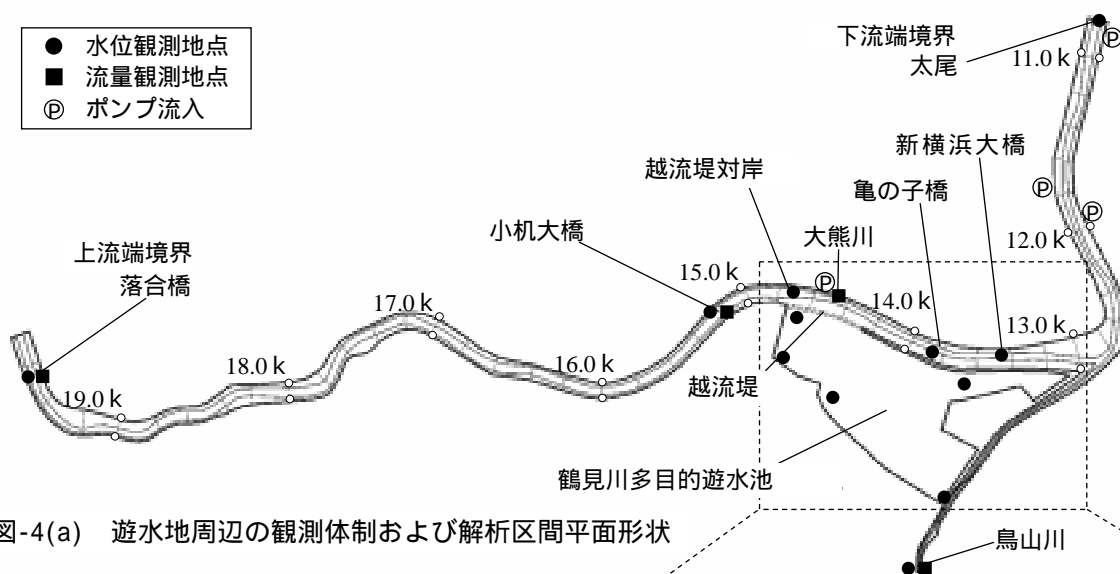 水位観測地点
流量観測地点
Ⓟ ポンプ流入
下流端境界
太尾
Ⓟ
11.0 k
新横浜大橋
越流堤対岸
亀の子橋
Ⓟ
Ⓟ
小机大橋
大熊川
12.0 k
上流端境界
落合橋
15.0 k
Ⓟ
14.0 k
17.0 k
13.0 k
18.0 k
16.0 k
19.0 k
越流堤
鶴見川多目的遊水池
図-4(a) 遊水地周辺の観測体制および解析区間平面形状
鳥山川